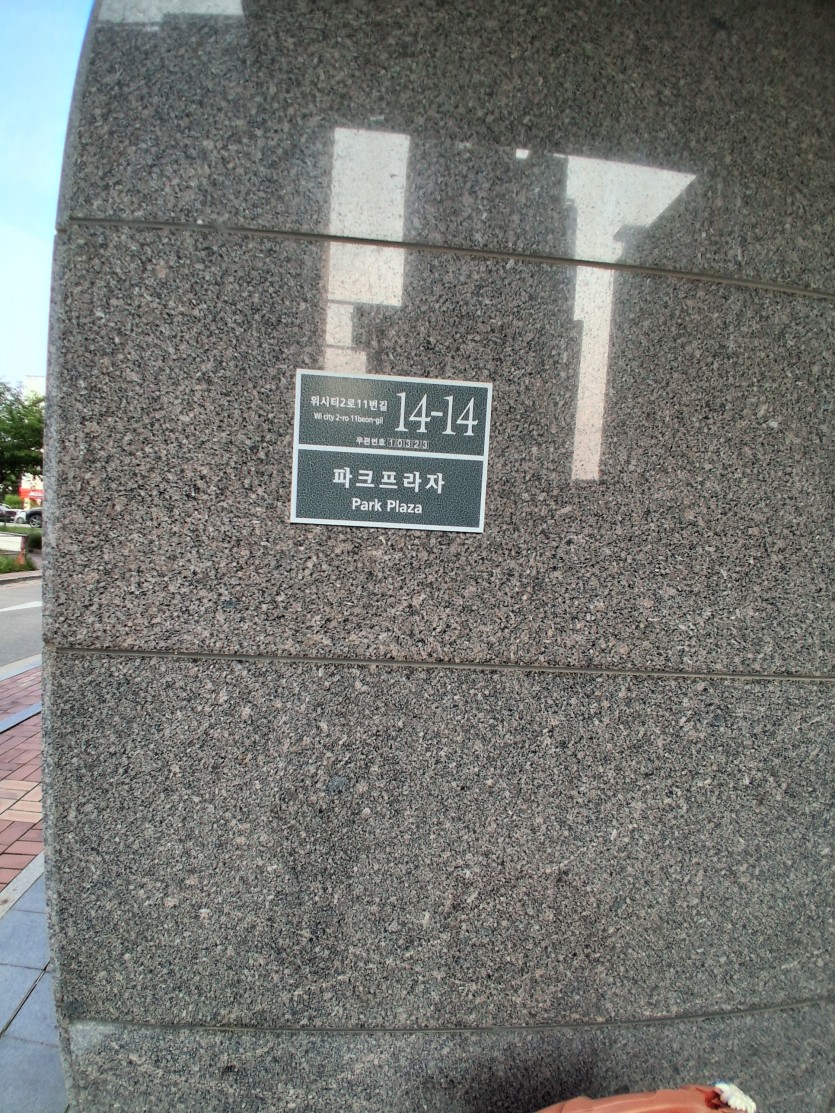 위시티2로11번길 14-14
Wi city 2-ro 11beon-gil
우편번호 10323
파크프라자
Park Plaza